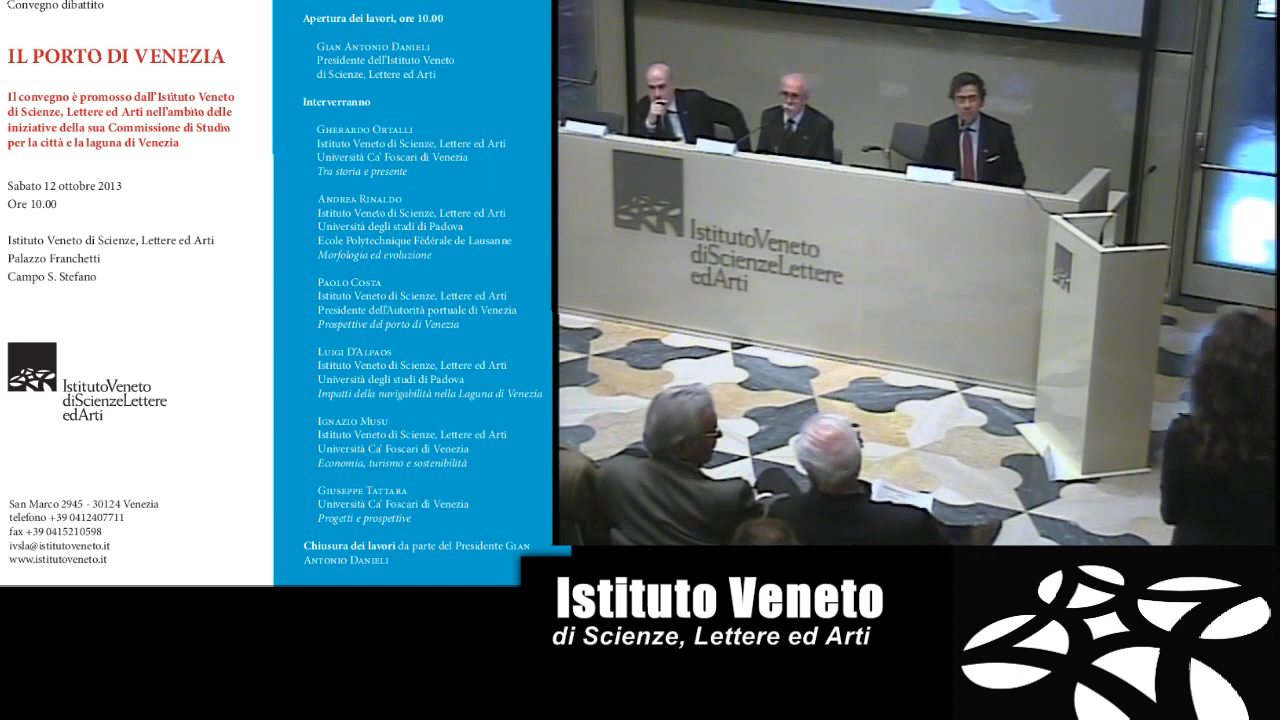 Convegno dibattito
IL PORTO DI VENEZIA
Il convegno è promosso dall'Istituto Veneto
di Scienze, Lettere ed Arti nell'ambito delle
iniziative della sua Commissione di Studio
per la città e la laguna di Venezia
Sabato 12 ottobre 2013
Ore 10.00
Istituto Veneto di Scienze, Lettere ed Arti
Palazzo Franchetti
Campo S. Stefano
IstitutoVeneto
diScienzeLettere
edArti
San Marco 2945 - 30124 Venezia
telefono +39 0412407711
fax +39 0415210598
ivsla@istitutoveneto.it
www.istitutoveneto.it
Apertura dei lavori, ore 10.00
Gian Antonio Danieli
Presidente dell'Istituto Veneto
di Scienze, Lettere ed Arti
Interverranno
Gherardo Ortalli
Istituto Veneto di Scienze, Lettere ed Arti
Università Ca' Foscari di Venezia
Tra storia e presente
Andrea Rinaldo
Istituto Veneto di Scienze, Lettere ed Arti
Università degli studi di Padova
Ecole Polytechnique Fédérale de Lausanne
Morfologia ed evoluzione
Paolo Costa
Istituto Veneto di Scienze, Lettere ed Arti
Presidente dell'Autorità portuale di Venezia
Prospettive del porto di Venezia
Luigi D'Alpaos
Istituto Veneto di Scienze, Lettere ed Arti
Università degli studi di Padova
Impatti della navigabilità nella Laguna di Venezia
Ignazio Musu
Istituto Veneto di Scienze, Lettere ed Arti
Università Ca' Foscari di Venezia
Economia, turismo e sostenibilità
Giuseppe Tattara
Università Ca' Foscari di Venezia
Progetti e prospettive
Chiusura dei lavori da parte del Presidente Gian
Antonio Danieli
IstitutoVeneto
diScienzeLettere
edArti
Istituto Veneto
di Scienze, Lettere ed Arti